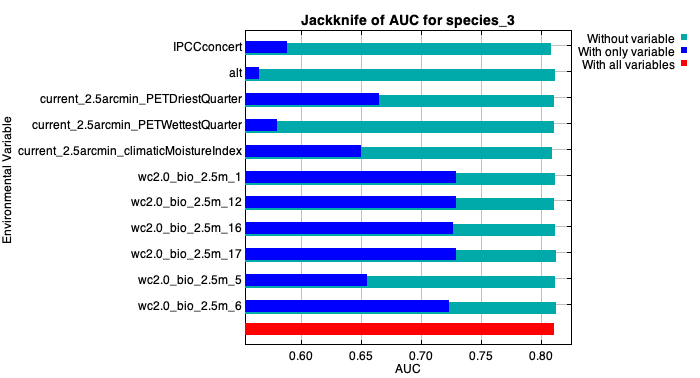 Jackknife of AUC for species_3
Without variable
With only variable
With all variables
Environmental Variable
IPCCconcert
alt
current_2.5arcmin_PETDriestQuarter
current_2.5arcmin_PETWettestQuarter
current_2.5arcmin_climaticMoistureIndex
wc2.0_bio_2.5m_1
wc2.0_bio_2.5m_12
wc2.0_bio_2.5m_16
wc2.0_bio_2.5m_17
wc2.0_bio_2.5m_5
wc2.0_bio_2.5m_6
0.60 0.65 0.70 0.75 0.80
AUC